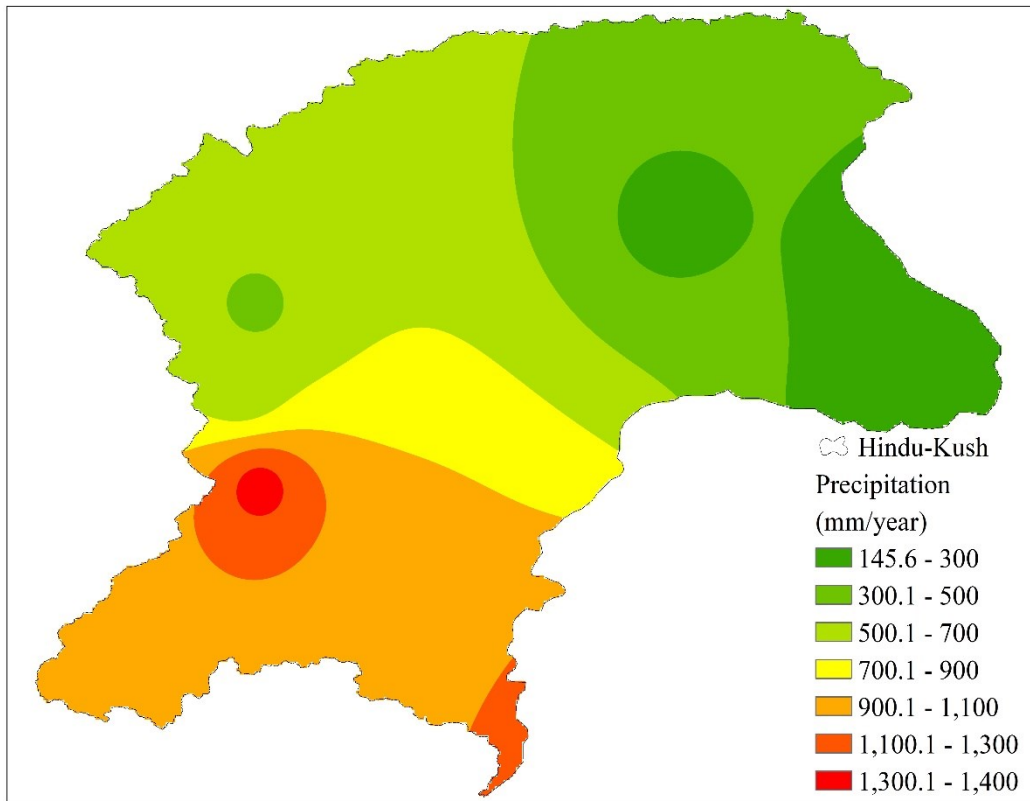 Hindu-Kush
Precipitation
(mm/year)
145.6 - 300
300.1 - 500
500.1 - 700
700.1 - 900
900.1 - 1,100
1,100.1 - 1,300
1,300.1 - 1,400